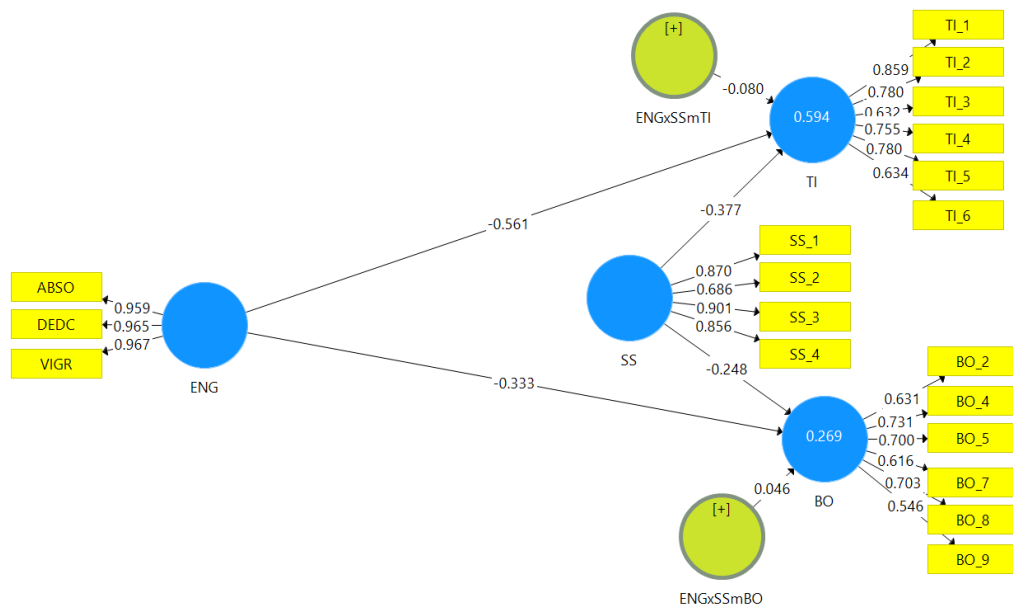 [+]
ENGxSSmTI
-0.080
0.594
TI
0.859
0.780
0.632
0.755
0.780
0.634
TI_1
TI_2
TI_3
TI_4
TI_5
TI_6
-0.561
-0.377
ABSO
DEDC
VIGR
0.959
0.965
0.967
ENG
SS
0.870
0.686
0.901
0.856
SS_1
SS_2
SS_3
SS_4
-0.333
-0.248
0.269
BO
0.631
0.731
0.700
0.616
0.703
0.546
BO_2
BO_4
BO_5
BO_7
BO_8
BO_9
0.046
[+]
ENGxSSmBO